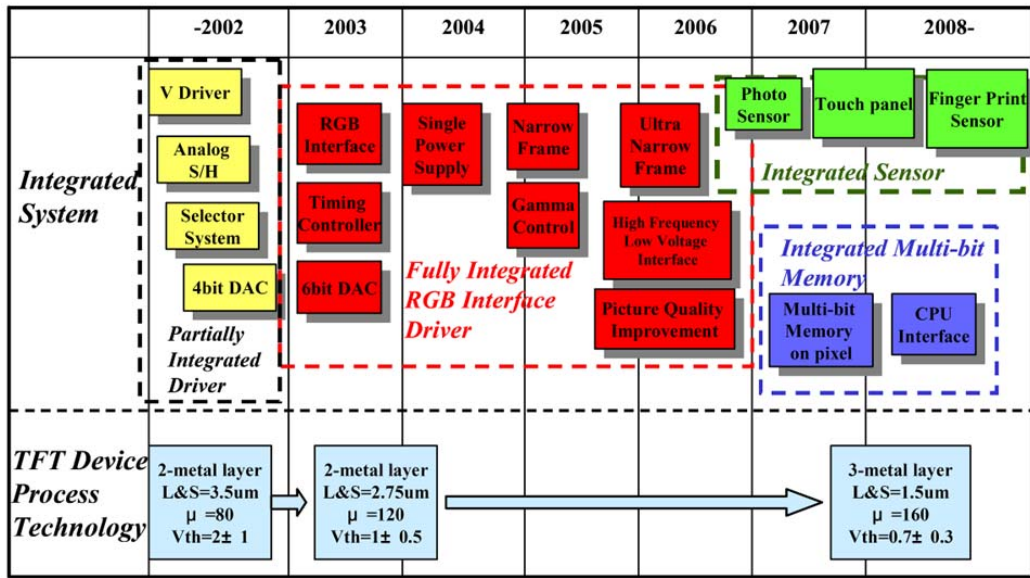 -2002
2003
2004
2005
2006
2007
2008-
Integrated
System
V Driver
Analog
S/H
Selector
System
4bit DAC
Partially
Integrated
Driver
RGB
Interface
Timing
Controller
6bit DAC
Single
Power
Supply
Narrow
Frame
Gamma
Control
Ultra
Narrow
Frame
High Frequency
Low Voltage
Interface
Picture Quality
Improvement
Fully Integrated
RGB Interface
Driver
Photo
Sensor
Touch panel
Finger Print
Sensor
Integrated Sensor
Integrated Multi-bit
Memory
Multi-bit
Memory
on pixel
CPU
Interface
TFT Device
Process
Technology
2-metal layer
L&S=3.5um
μ =80
Vth=2± 1
2-metal layer
L&S=2.75um
μ =120
Vth=1± 0.5
3-metal layer
L&S=1.5um
μ =160
Vth=0.7± 0.3